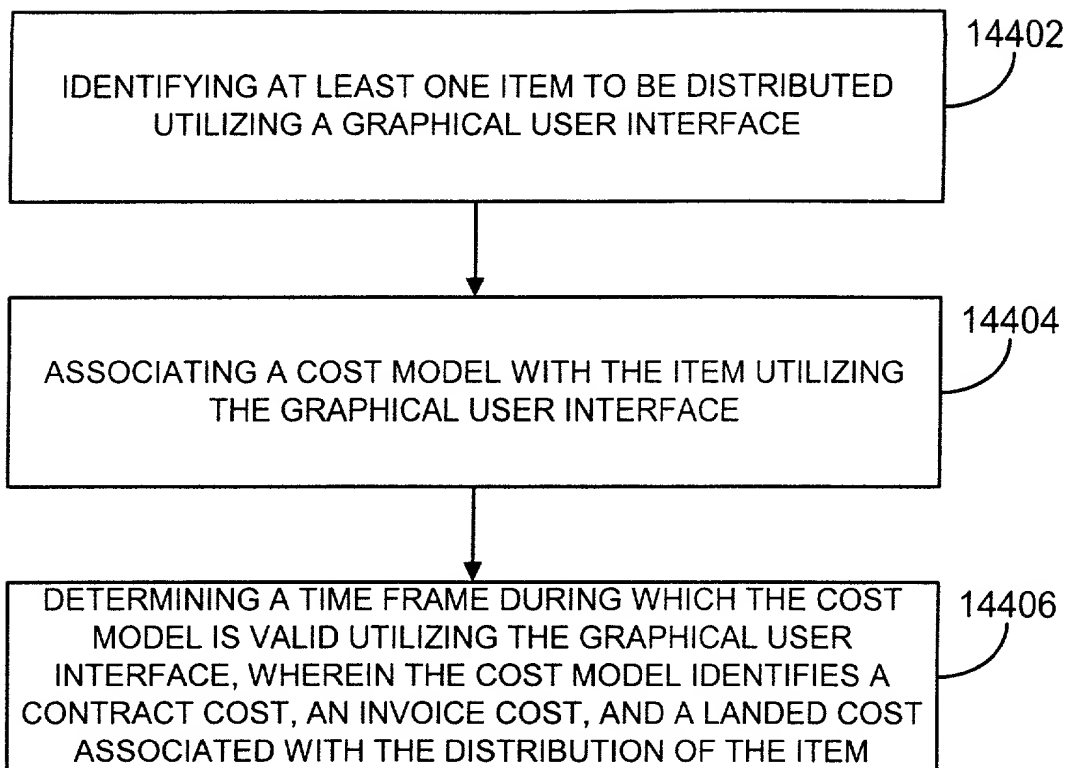 14402
IDENTIFYING AT LEAST ONE ITEM TO BE DISTRIBUTED
UTILIZING A GRAPHICAL USER INTERFACE
14404
ASSOCIATING A COST MODEL WITH THE ITEM UTILIZING
THE GRAPHICAL USER INTERFACE
14406
DETERMINING A TIME FRAME DURING WHICH THE COST
MODEL IS VALID UTILIZING THE GRAPHICAL USER
INTERFACE, WHEREIN THE COST MODEL IDENTIFIES A
CONTRACT COST, AN INVOICE COST, AND A LANDED COST
ASSOCIATED WITH THE DISTRIBUTION OF THE ITEM